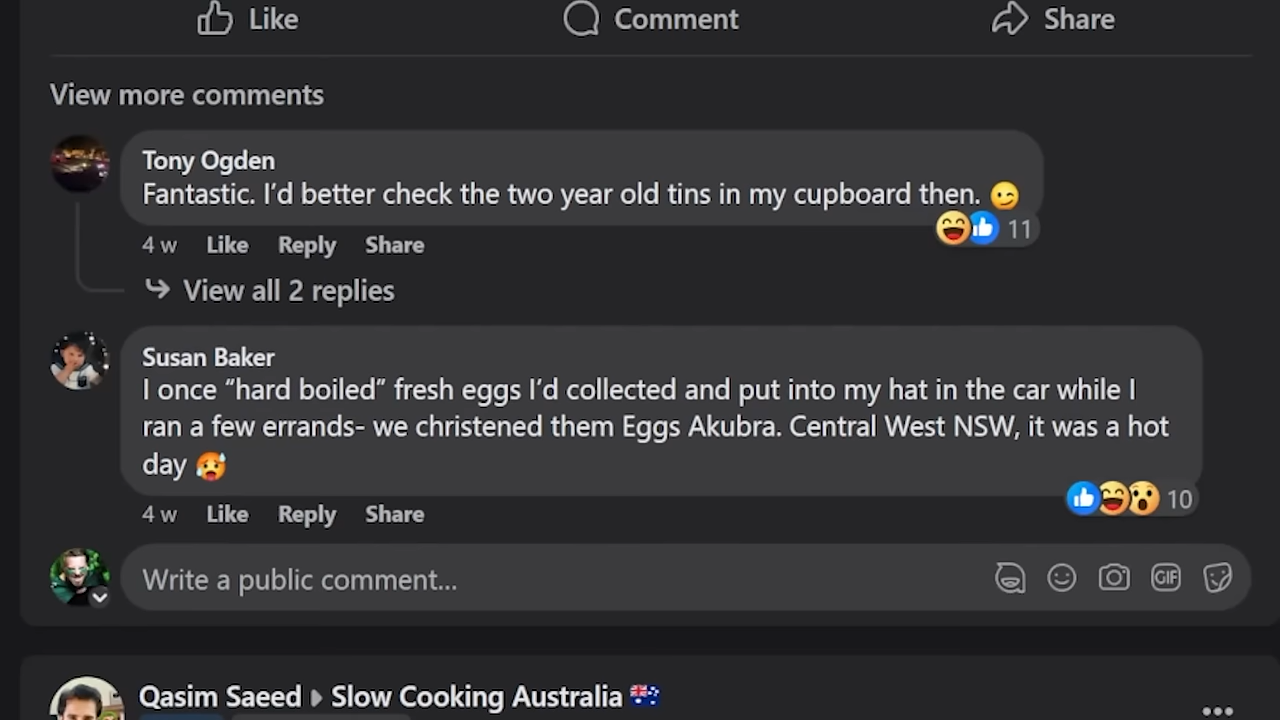 Like Comment Share
View more comments
Tony Ogden
Fantastic. I’d better check the two year old tins in my cupboard then. 😉
11
4 w Like Reply Share
View all 2 replies
Susan Baker
I once “hard boiled” fresh eggs I’d collected and put into my hat in the car while I
ran a few errands- we christened them Eggs Akubra. Central West NSW, it was a hot
day 🥵
10
4 w Like Reply Share
Write a public comment...
GIF
Qasim Saeed Slow Cooking Australia 🇦🇺